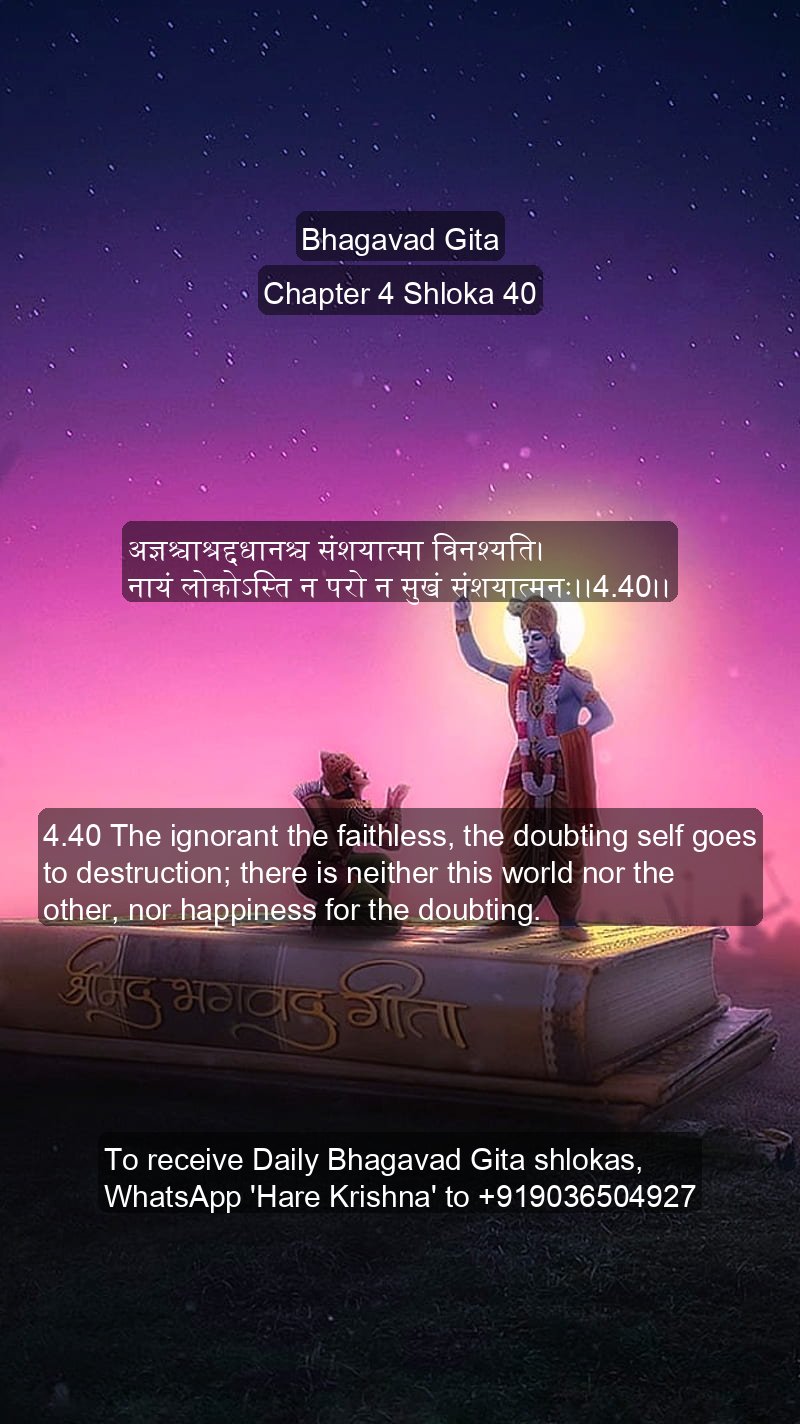 Bhagavad Gita
Chapter 4 Shloka 40
अज्ञश्चाश्रद्दधानश्च संशयात्मा विनश्यति।
नायं लोकोऽस्ति न परो न सुखं संशयात्मनः।।4.40।।
4.40 The ignorant the faithless, the doubting self goes
to destruction; there is neither this world nor the
other, nor happiness for the doubting.
श्रीमद भगवद गीता
To receive Daily Bhagavad Gita shlokas,
WhatsApp 'Hare Krishna' to +919036504927